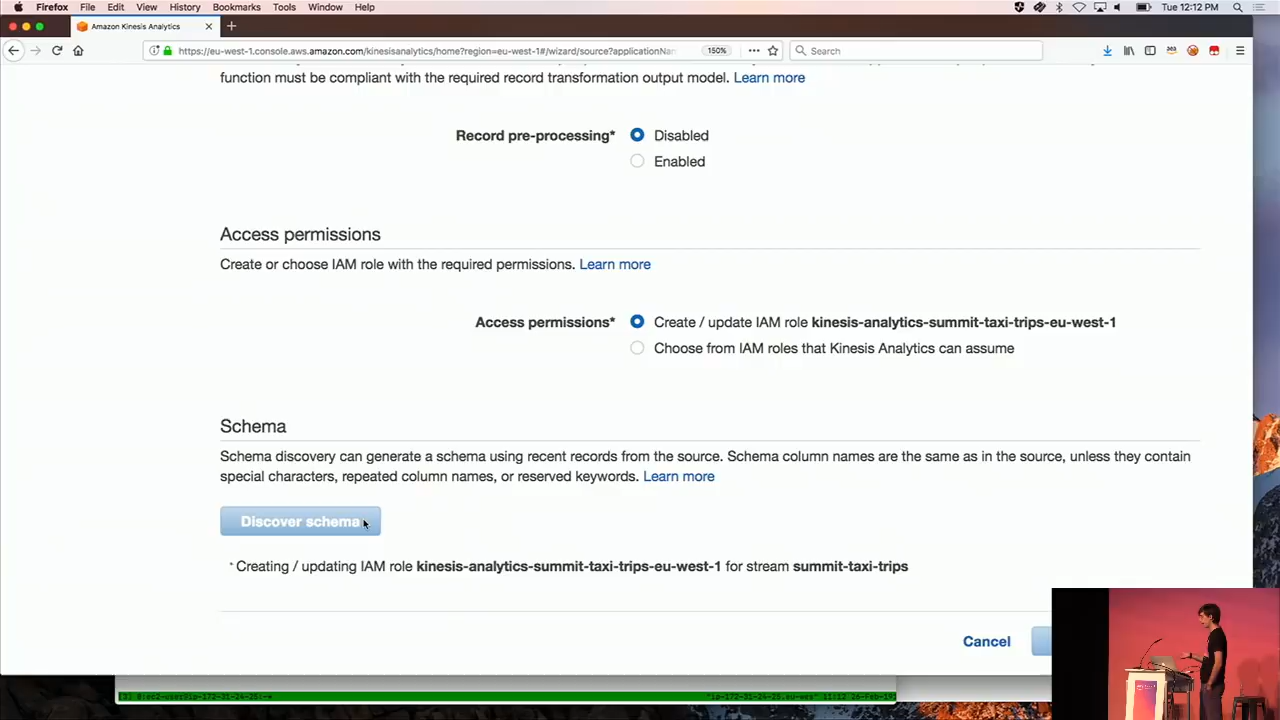 Firefox File Edit View History Bookmarks Tools Window Help
Tue 12:12 PM
Amazon Kinesis Analytics
https://eu-west-1.console.aws.amazon.com/kinesisanalytics/home?region=eu-west-1#/wizard/source?applicationNa
150%
Search
function must be compliant with the required record transformation output model. Learn more
Record pre-processing* Disabled
Enabled
Access permissions
Create or choose IAM role with the required permissions. Learn more
Access permissions* Create / update IAM role kinesis-analytics-summit-taxi-trips-eu-west-1
Choose from IAM roles that Kinesis Analytics can assume
Schema
Schema discovery can generate a schema using recent records from the source. Schema column names are the same as in the source, unless they contain
special characters, repeated column names, or reserved keywords. Learn more
Discover schema
* Creating / updating IAM role kinesis-analytics-summit-taxi-trips-eu-west-1 for stream summit-taxi-trips
Cancel